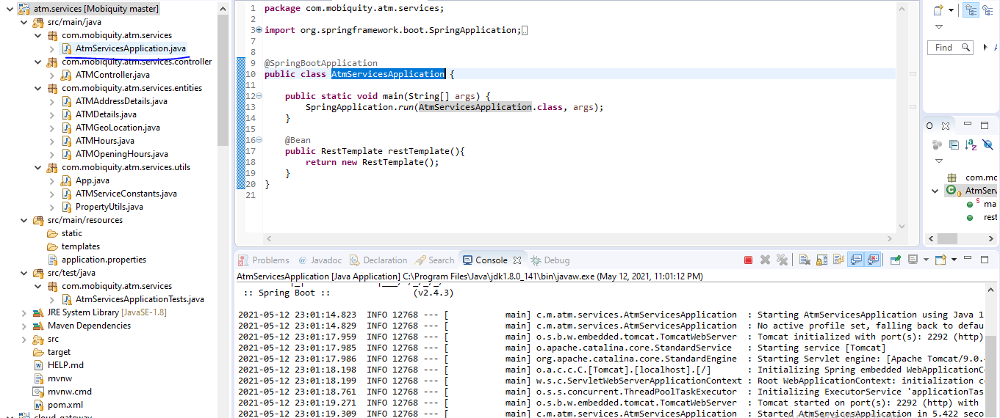 atm.services [Mobiquity master]
src/main/java
com.mobiquity.atm.services
AtmServicesApplication.java
com.mobiquity.atm.services.controller
ATMController.java
com.mobiquity.atm.services.entities
ATMAddressDetails.java
ATMDetails.java
ATMGeoLocation.java
ATMHours.java
ATMOpeningHours.java
com.mobiquity.atm.services.utils
App.java
ATMServiceConstants.java
PropertyUtils.java
src/main/resources
static
templates
application.properties
src/test/java
com.mobiquity.atm.services
AtmServicesApplicationTests.java
JRE System Library [JavaSE-1.8]
Maven Dependencies
src
target
HELP.md
mvnw
mvnw.cmd
pom.xml
cloud_gateway
1 package com.mobiquity.atm.services;
2
3 import org.springframework.boot.SpringApplication;
7
8
9 @SpringBootApplication
10 public class AtmServicesApplication {
11
12 public static void main(String[] args) {
13 SpringApplication.run(AtmServicesApplication.class, args);
14 }
15
16 @Bean
17 public RestTemplate restTemplate(){
18 return new RestTemplate();
19 }
20 }
21
Find
O
com.mc
AtmServ
S
ma
rest
Problems @ Javadoc Declaration Search Console Debug
AtmServicesApplication [Java Application] C:\Program Files\Java\jdk1.8.0_141\bin\javaw.exe (May 12, 2021, 11:01:12 PM)
:: Spring Boot :: (v2.4.3)
2021-05-12 23:01:14.823 INFO 12768 --- [ main] c.m.atm.services.AtmServicesApplication : Starting AtmServicesApplication using Java 1
2021-05-12 23:01:14.829 INFO 12768 --- [ main] c.m.atm.services.AtmServicesApplication : No active profile set, falling back to defau
2021-05-12 23:01:17.959 INFO 12768 --- [ main] o.s.b.w.embedded.tomcat.TomcatWebServer : Tomcat initialized with port(s): 2292 (http)
2021-05-12 23:01:17.985 INFO 12768 --- [ main] o.apache.catalina.core.StandardService : Starting service [Tomcat]
2021-05-12 23:01:17.986 INFO 12768 --- [ main] org.apache.catalina.core.StandardEngine : Starting Servlet engine: [Apache Tomcat/9.0.
2021-05-12 23:01:18.198 INFO 12768 --- [ main] o.a.c.c.C.[Tomcat].[localhost].[/] : Initializing Spring embedded WebApplicationC
2021-05-12 23:01:18.199 INFO 12768 --- [ main] w.s.c.ServletWebServerApplicationContext : Root WebApplicationContext: initialization c
2021-05-12 23:01:18.761 INFO 12768 --- [ main] o.s.s.concurrent.ThreadPoolTaskExecutor : Initializing ExecutorService 'applicationTas
2021-05-12 23:01:19.271 INFO 12768 --- [ main] o.s.b.w.embedded.tomcat.TomcatWebServer : Tomcat started on port(s): 2292 (http) with
2021-05-12 23:01:19.309 INFO 12768 --- [ main] c.m.atm.services.AtmServicesApplication : Started AtmServicesApplication in 5.422 seco